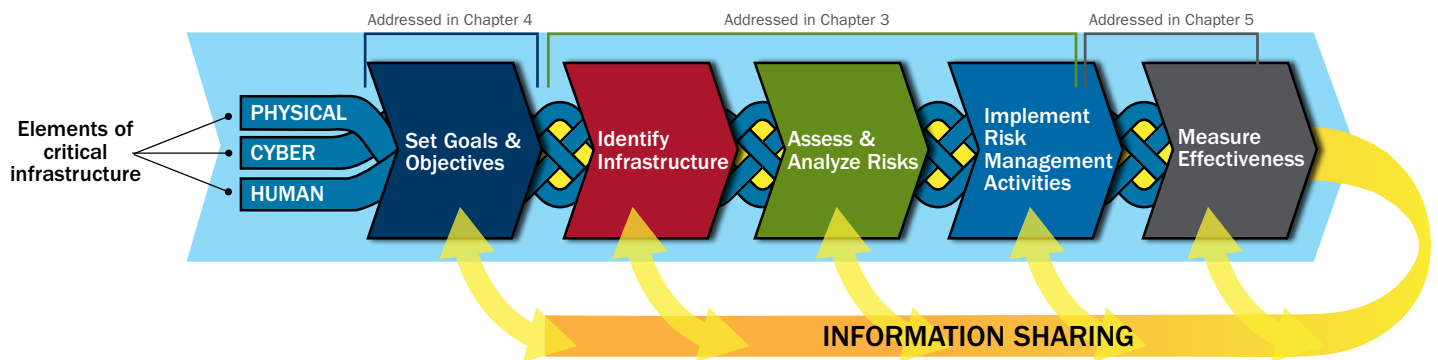 Addressed in Chapter 4
Addressed in Chapter 3
Addressed in Chapter 5
Elements of
critical
infrastructure
PHYSICAL
CYBER
HUMAN
Set Goals &
Objectives
Identify
Infrastructure
Assess &
Analyze Risks
Implement
Risk
Management
Activities
Measure
Effectiveness
INFORMATION SHARING